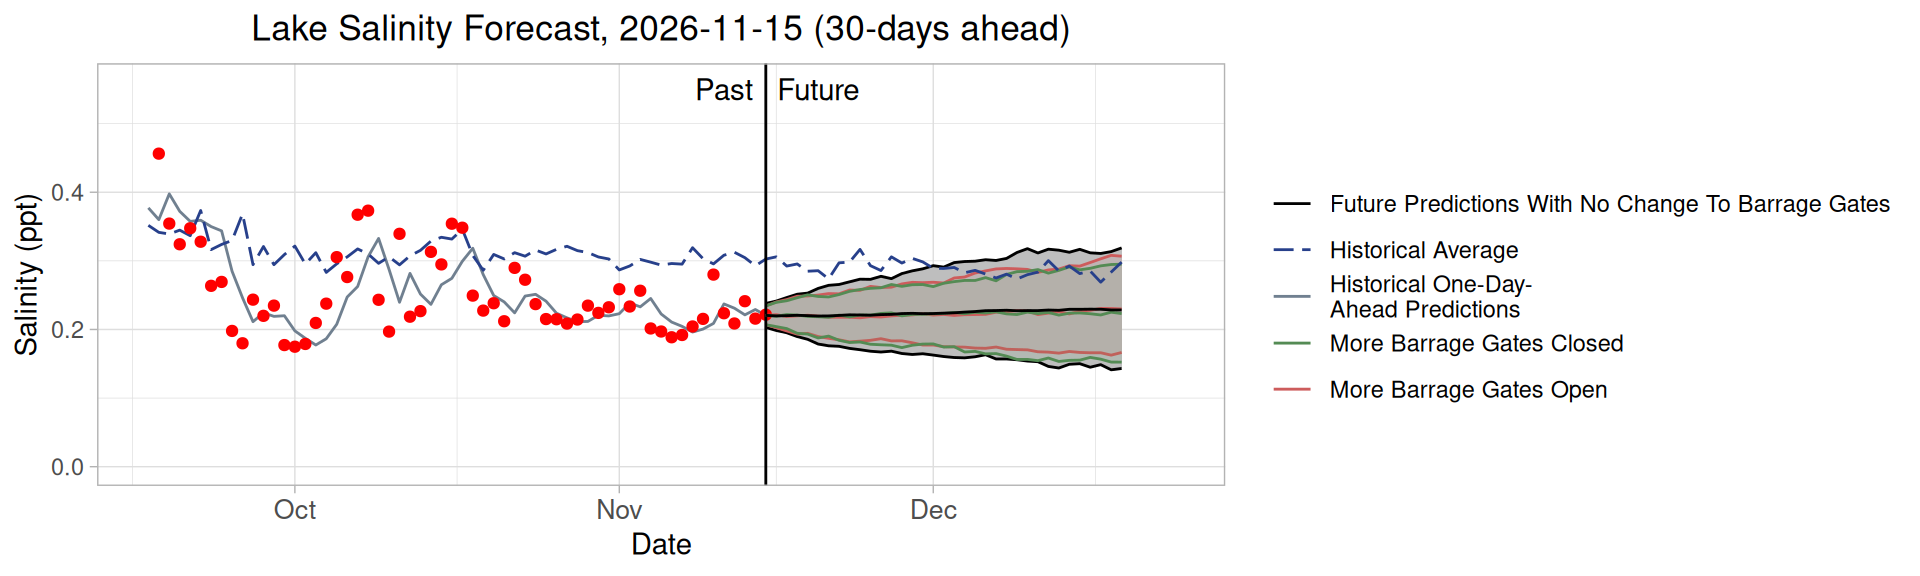 Lake Salinity Forecast, 2026-11-15 (30-days ahead)
Past
Future
Salinity (ppt)
0.4
0.2
0.0
Oct
Nov
Dec
Date
Future Predictions With No Change To Barrage Gates
Historical Average
Historical One-Day-
Ahead Predictions
More Barrage Gates Closed
More Barrage Gates Open